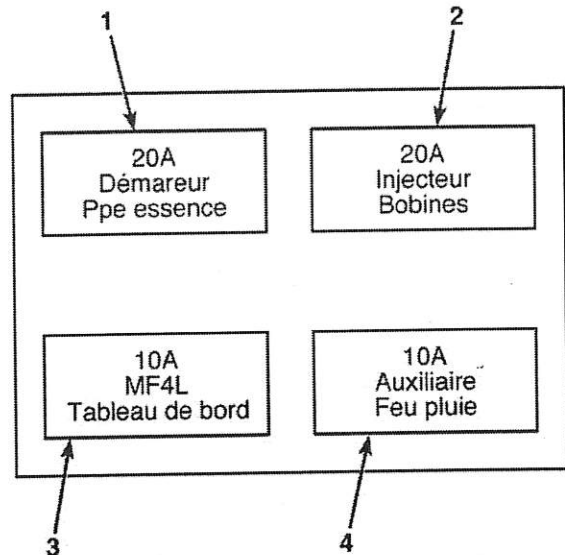 1
2
20A
Démareur
Ppe essence
20A
Injecteur
Bobines
10A
MF4L
Tableau de bord
10A
Auxiliaire
Feu pluie
3
4